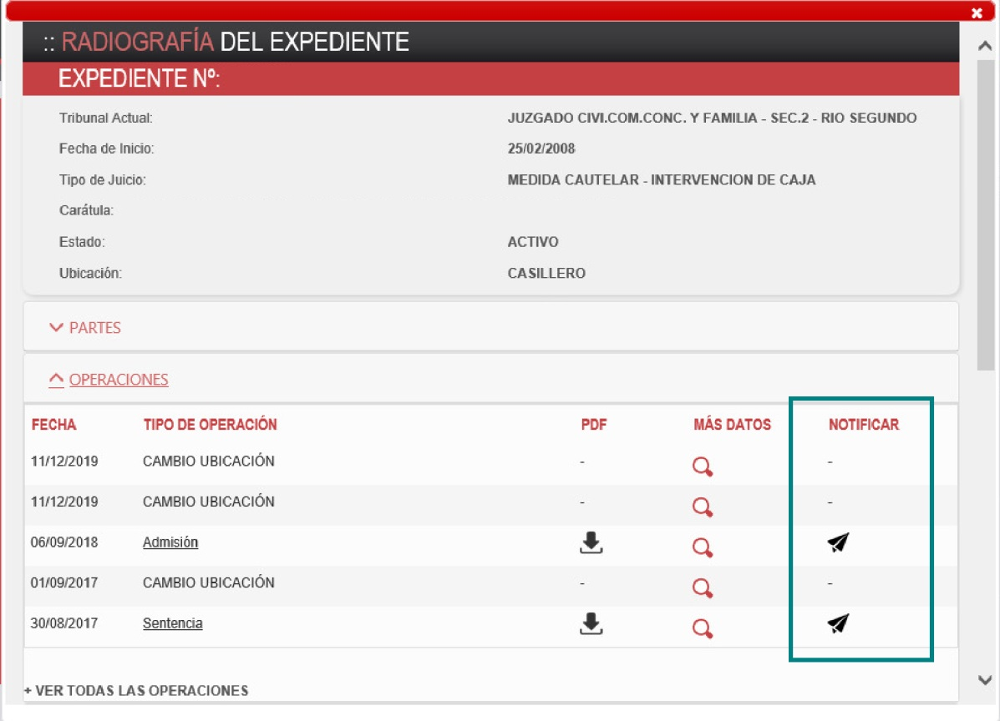 :: RADIOGRAFÍA DEL EXPEDIENTE
EXPEDIENTE Nº:
Tribunal Actual: JUZGADO CIVI.COM.CONC. Y FAMILIA - SEC.2 - RIO SEGUNDO
Fecha de Inicio: 25/02/2008
Tipo de Juicio: MEDIDA CAUTELAR - INTERVENCION DE CAJA
Carátula:
Estado: ACTIVO
Ubicación: CASILLERO
PARTES
OPERACIONES
FECHA TIPO DE OPERACIÓN PDF MÁS DATOS NOTIFICAR
11/12/2019 CAMBIO UBICACIÓN - -
11/12/2019 CAMBIO UBICACIÓN - -
06/09/2018 Admisión
01/09/2017 CAMBIO UBICACIÓN - -
30/08/2017 Sentencia
+ VER TODAS LAS OPERACIONES